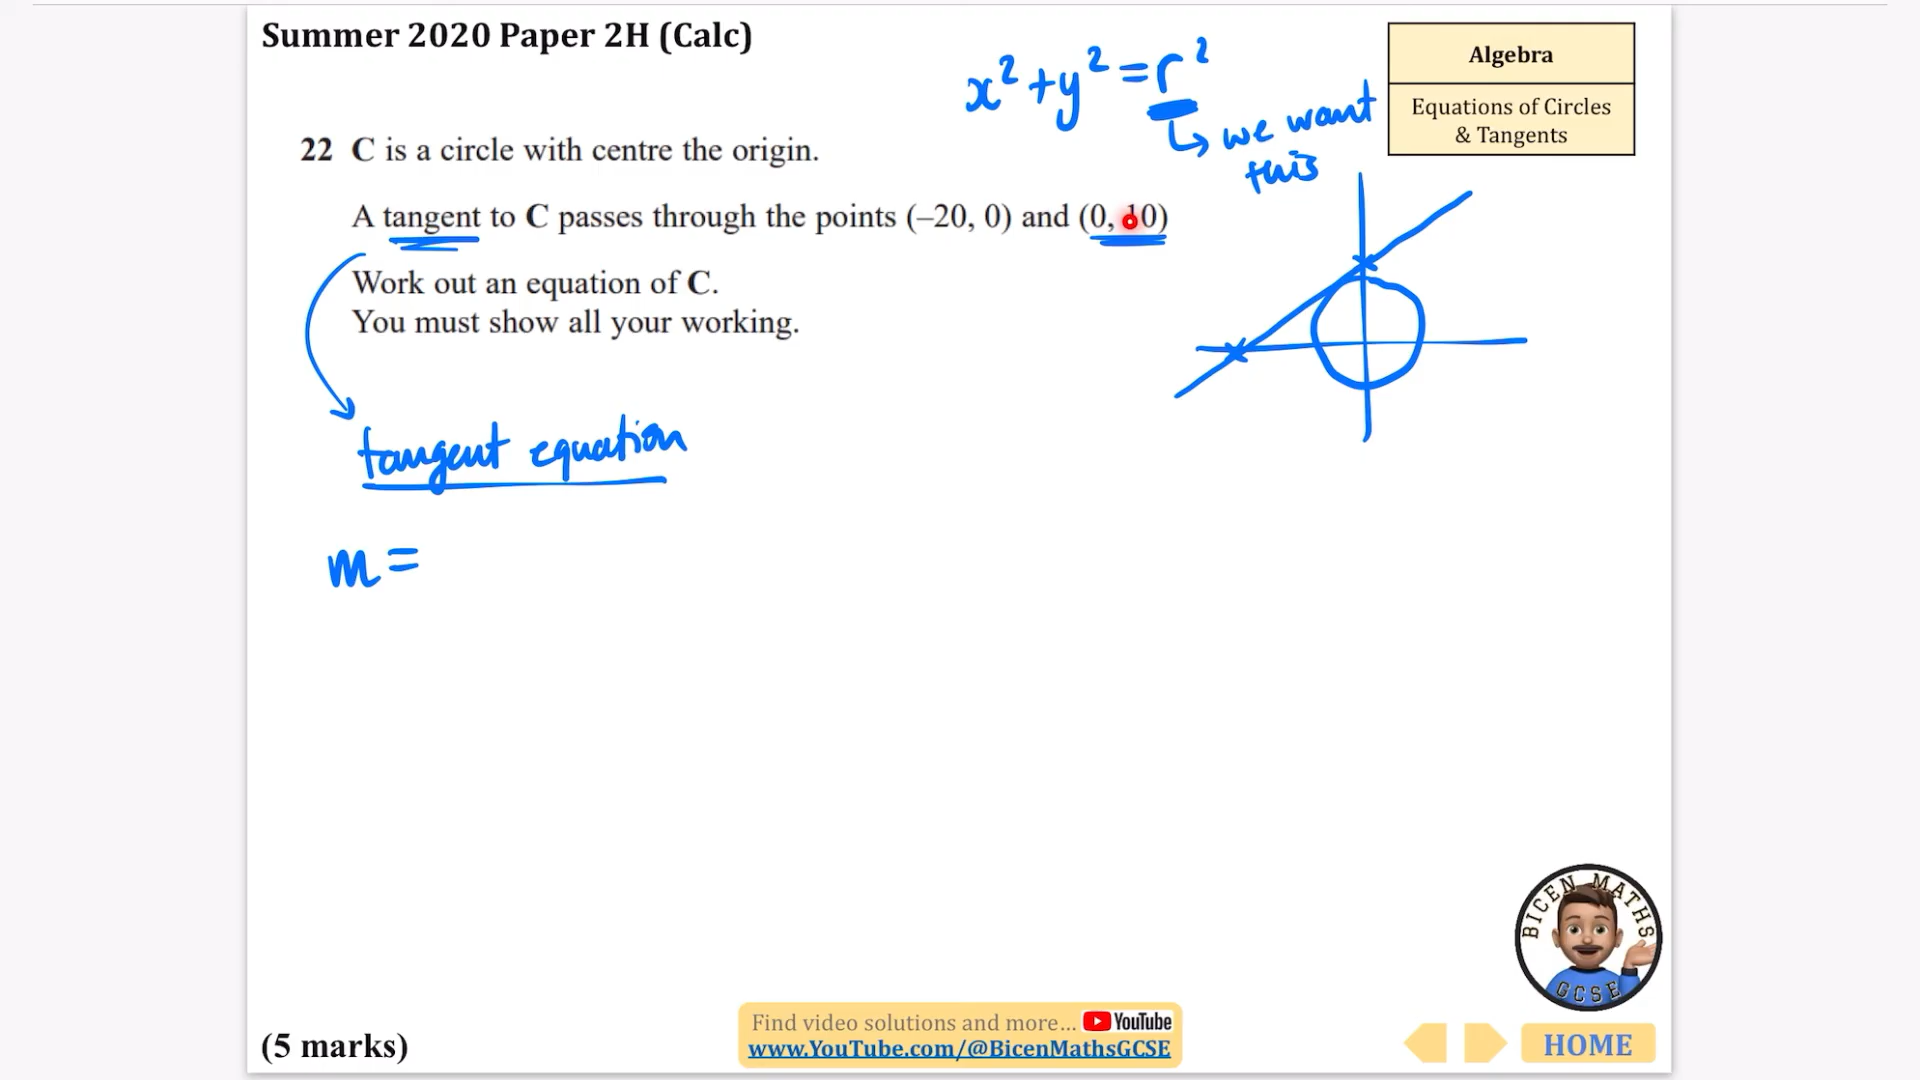 Summer 2020 Paper 2H (Calc)
x² + y² = r²
↳ we want
this
Algebra
Equations of Circles
& Tangents
22 C is a circle with centre the origin.
A tangent to C passes through the points (–20, 0) and (0, 10)
Work out an equation of C.
You must show all your working.
tangent equation
m =
BICEN MATHS
GCSE
(5 marks)
Find video solutions and more... YouTube
www.YouTube.com/@BicenMathsGCSE
HOME